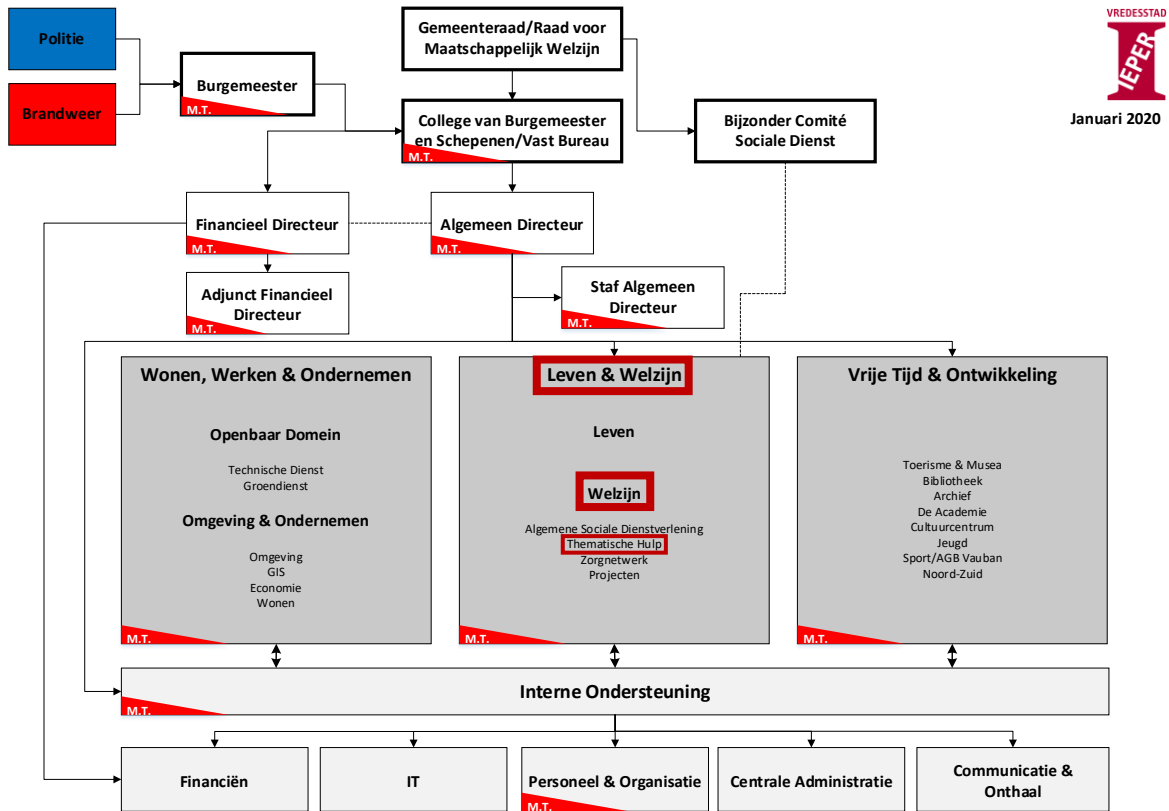 Politie
Brandweer
Burgemeester
M.T.
Gemeenteraad/Raad voor
Maatschappelijk Welzijn
College van Burgemeester
en Schepenen/Vast Bureau
M.T.
Bijzonder Comité
Sociale Dienst
VREDESSTAD
IEPER
Januari 2020
Financieel Directeur
M.T.
Algemeen Directeur
M.T.
Adjunct Financieel
Directeur
M.T.
Staf Algemeen
Directeur
M.T.
Wonen, Werken & Ondernemen
Openbaar Domein
Technische Dienst
Groendienst
Omgeving & Ondernemen
Omgeving
GIS
Economie
Wonen
M.T.
Leven & Welzijn
Leven
Welzijn
Algemene Sociale Dienstverlening
Thematische Hulp
Zorgnetwerk
Projecten
M.T.
Vrije Tijd & Ontwikkeling
Toerisme & Musea
Bibliotheek
Archief
De Academie
Cultuurcentrum
Jeugd
Sport/AGB Vauban
Noord-Zuid
M.T.
Interne Ondersteuning
M.T.
Financiën
IT
Personeel & Organisatie
M.T.
Centrale Administratie
Communicatie &
Onthaal